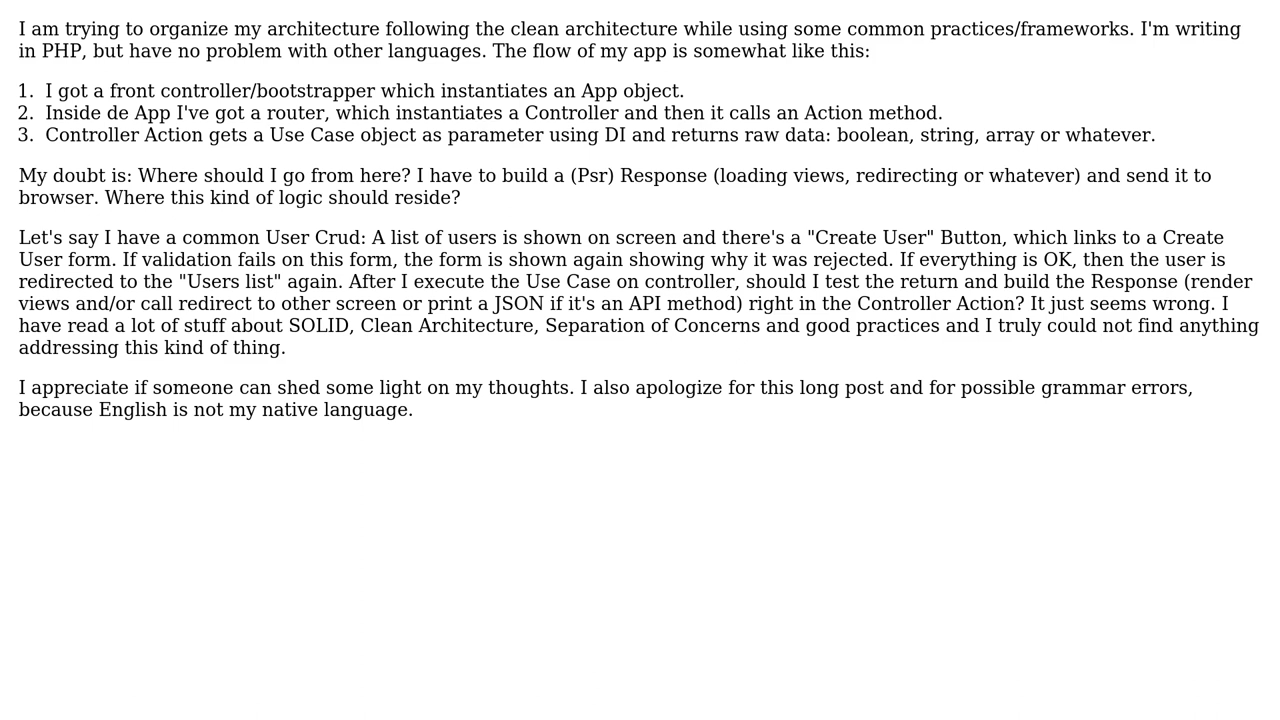 I am trying to organize my architecture following the clean architecture while using some common practices/frameworks. I'm writing
in PHP, but have no problem with other languages. The flow of my app is somewhat like this:
1. I got a front controller/bootstrapper which instantiates an App object.
2. Inside de App I've got a router, which instantiates a Controller and then it calls an Action method.
3. Controller Action gets a Use Case object as parameter using DI and returns raw data: boolean, string, array or whatever.
My doubt is: Where should I go from here? I have to build a (Psr) Response (loading views, redirecting or whatever) and send it to
browser. Where this kind of logic should reside?
Let's say I have a common User Crud: A list of users is shown on screen and there's a "Create User" Button, which links to a Create
User form. If validation fails on this form, the form is shown again showing why it was rejected. If everything is OK, then the user is
redirected to the "Users list" again. After I execute the Use Case on controller, should I test the return and build the Response (render
views and/or call redirect to other screen or print a JSON if it's an API method) right in the Controller Action? It just seems wrong. I
have read a lot of stuff about SOLID, Clean Architecture, Separation of Concerns and good practices and I truly could not find anything
addressing this kind of thing.
I appreciate if someone can shed some light on my thoughts. I also apologize for this long post and for possible grammar errors,
because English is not my native language.